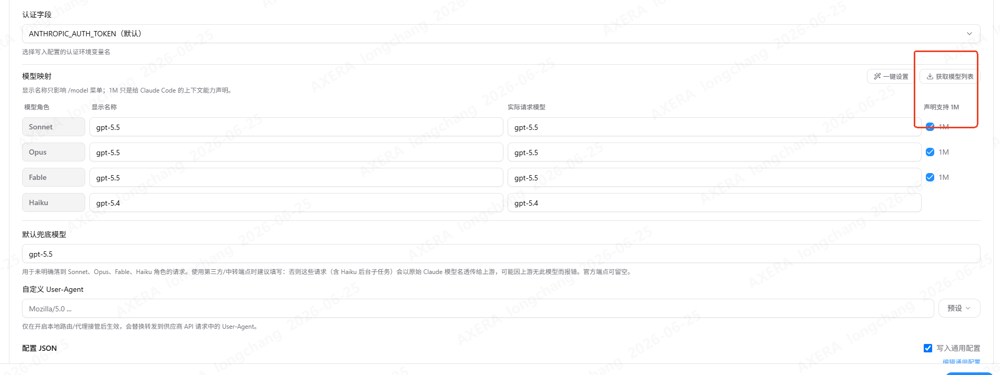 认证字段
ANTHROPIC_AUTH_TOKEN（默认）
选择写入配置的认证环境变量名
模型映射
一键设置
获取模型列表
显示名称只影响 /model 菜单；1M 只是给 Claude Code 的上下文能力声明。
模型角色 显示名称 实际请求模型 声明支持 1M
Sonnet gpt-5.5 gpt-5.5 1M
Opus gpt-5.5 gpt-5.5 1M
Fable gpt-5.5 gpt-5.5 1M
Haiku gpt-5.4 gpt-5.4
默认兜底模型
gpt-5.5
用于未明确落到 Sonnet、Opus、Fable、Haiku 角色的请求。使用第三方/中转端点时建议填写：否则这些请求（含 Haiku 后台子任务）会以原始 Claude 模型名透传给上游，可能因上游无此模型而报错。官方端点可留空。
自定义 User-Agent
Mozilla/5.0 ...
预设
仅在开启本地路由/代理接管后生效，会替换转发到供应商 API 请求中的 User-Agent。
配置 JSON
写入通用配置
编辑通用配置
AXERA longchang 2026-06-25